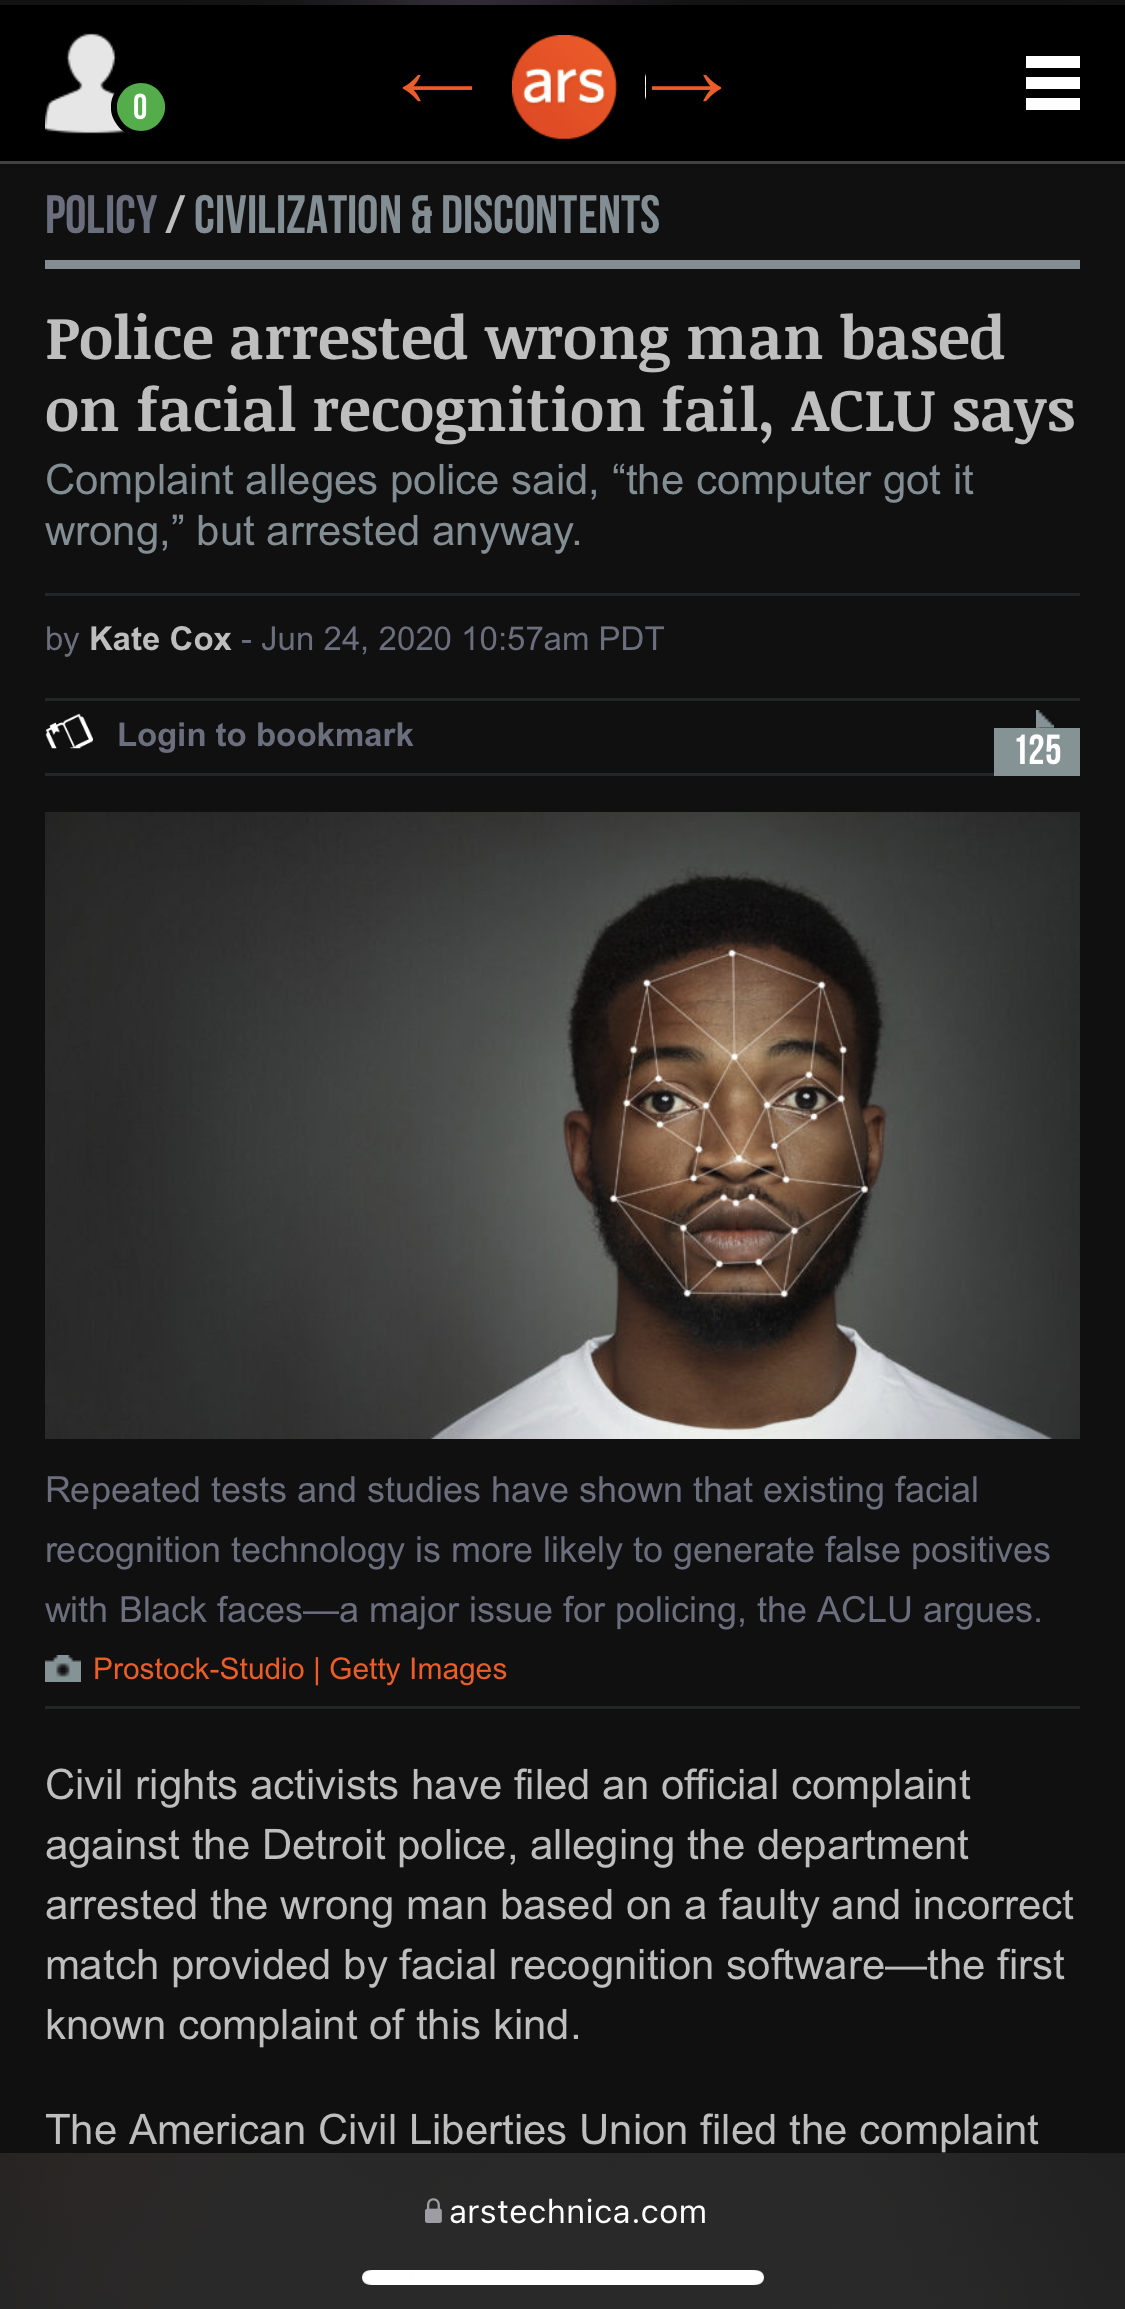 0
ars
POLICY / CIVILIZATION & DISCONTENTS
Police arrested wrong man based
on facial recognition fail, ACLU says
Complaint alleges police said, “the computer got it
wrong,” but arrested anyway.
by Kate Cox - Jun 24, 2020 10:57am PDT
Login to bookmark
125
Repeated tests and studies have shown that existing facial
recognition technology is more likely to generate false positives
with Black faces—a major issue for policing, the ACLU argues.
Prostock-Studio | Getty Images
Civil rights activists have filed an official complaint
against the Detroit police, alleging the department
arrested the wrong man based on a faulty and incorrect
match provided by facial recognition software—the first
known complaint of this kind.
The American Civil Liberties Union filed the complaint
arstechnica.com